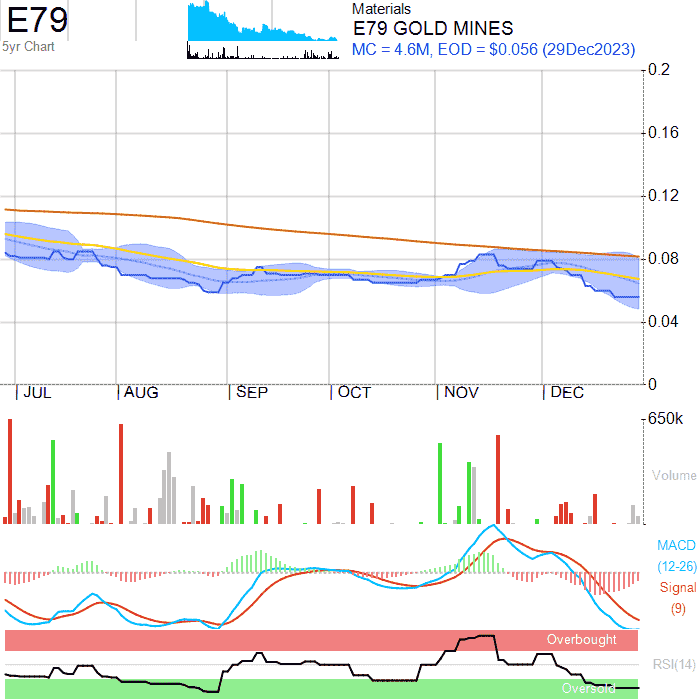 E79
5yr Chart
Materials
E79 GOLD MINES
MC = 4.6M, EOD = $0.056 (29Dec2023)
0.2
0.16
0.12
0.08
0.04
0
JUL AUG SEP OCT NOV DEC
650k
Volume
MACD
(12-26)
Signal
(9)
Overbought
RSI(14)
Oversold